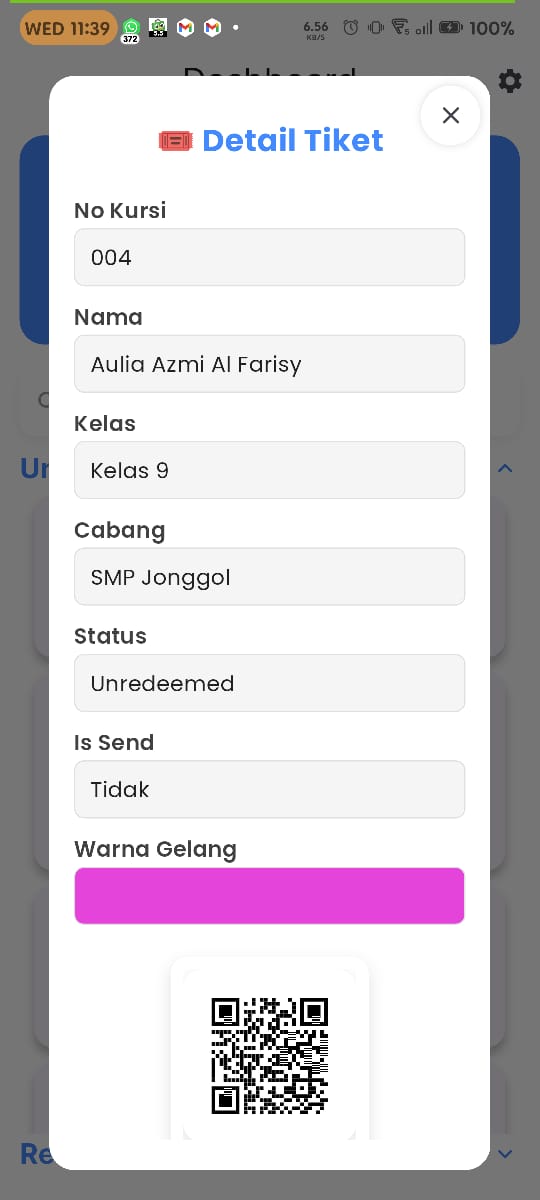 WED 11:39
372
5.5
6.56
KB/S
5
100%
Dashboard
Detail Tiket
No Kursi
004
Nama
Aulia Azmi Al Farisy
Kelas
Kelas 9
Cabang
SMP Jonggol
Status
Unredeemed
Is Send
Tidak
Warna Gelang
Un
Re